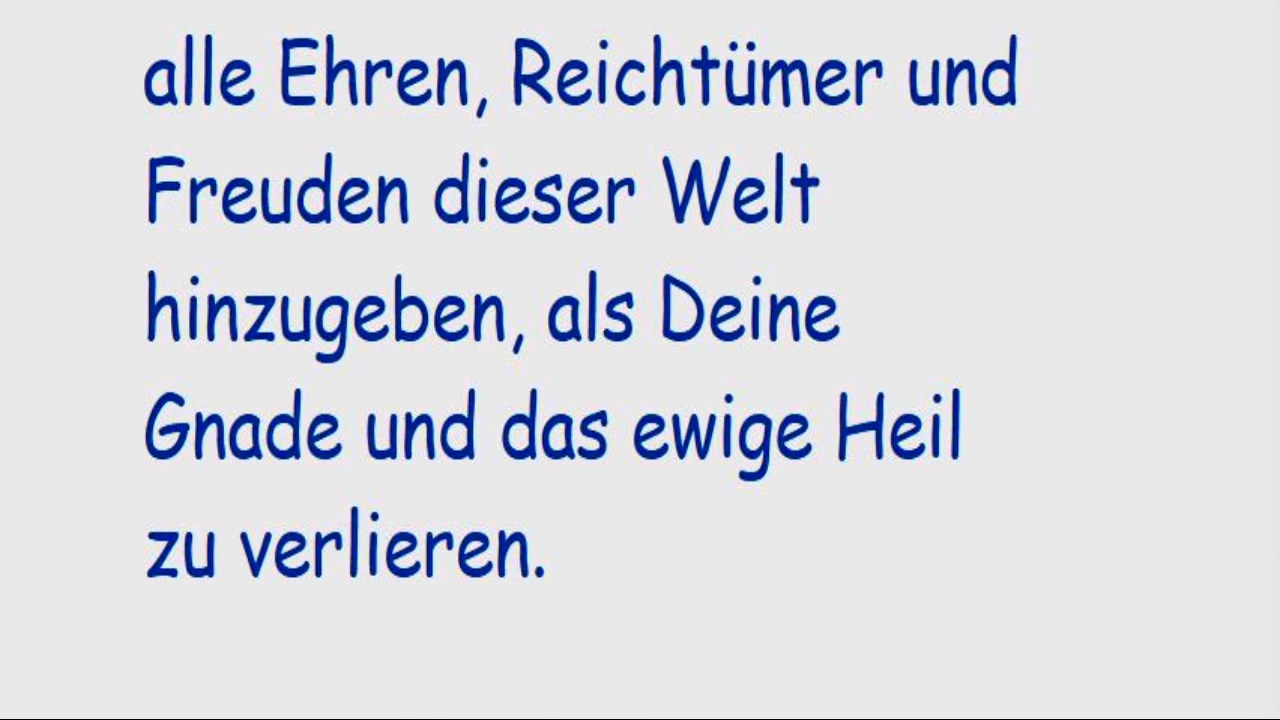 alle Ehren, Reichtümer und
Freuden dieser Welt
hinzugeben, als Deine
Gnade und das ewige Heil
zu verlieren.